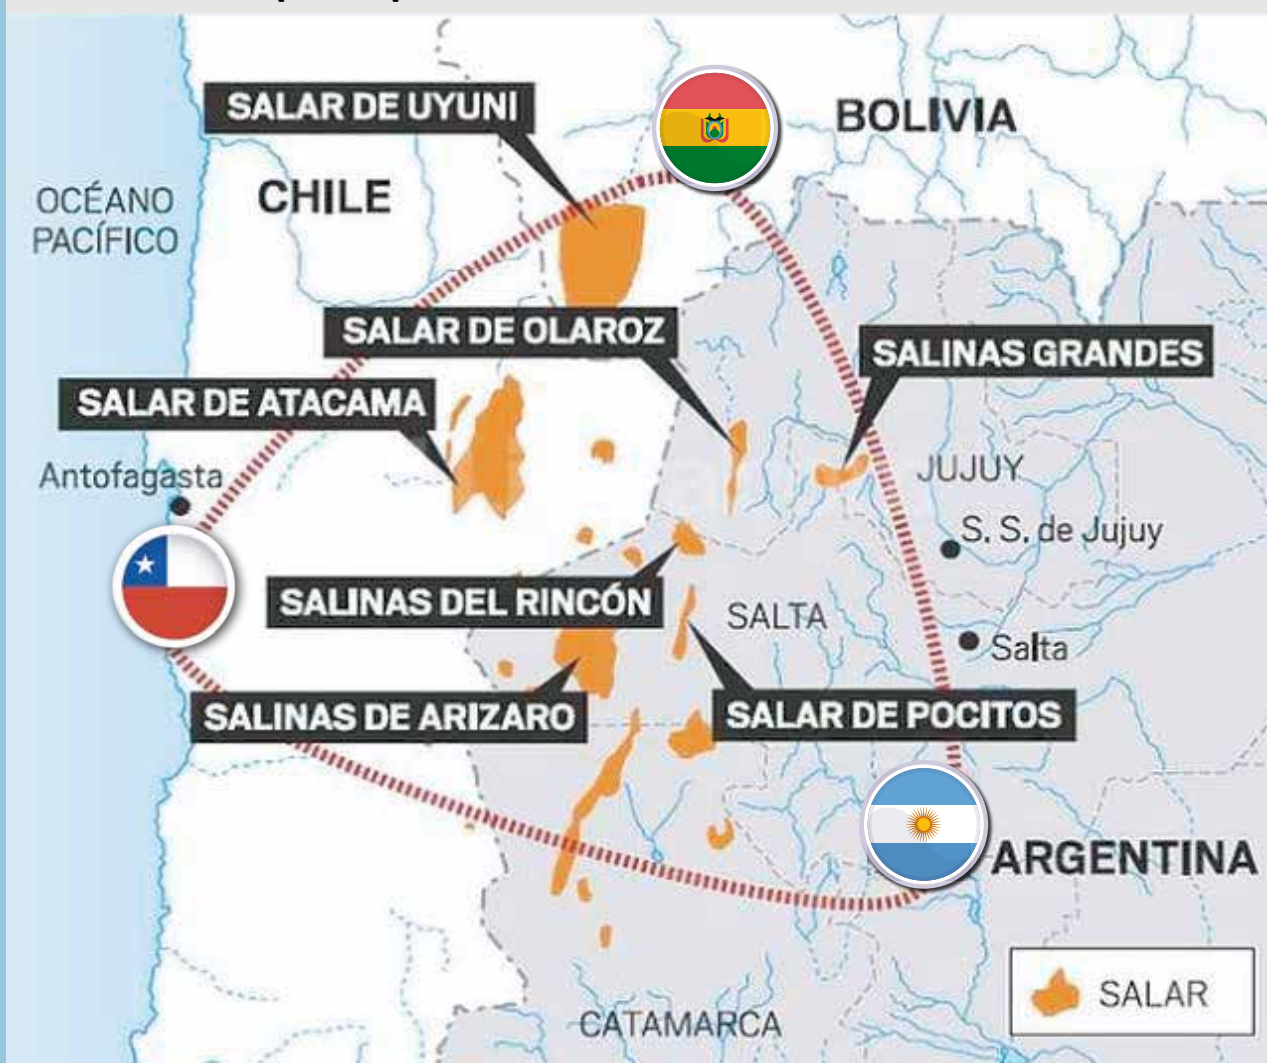 SALAR DE UYUNI
BOLIVIA
CHILE
OCÉANO
PACÍFICO
SALAR DE OLAROZ
SALINAS GRANDES
SALAR DE ATACAMA
Antofagasta
JUJUY
S. S. de Jujuy
SALINAS DEL RINCÓN
SALTA
Salta
SALINAS DE ARIZARO
SALAR DE POCITOS
ARGENTINA
SALAR
CATAMARCA